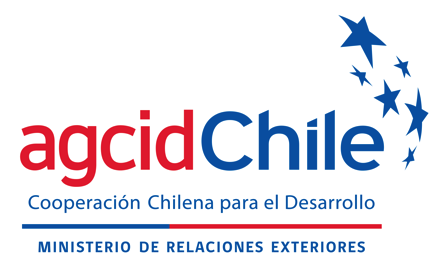 agcidChile
Cooperación Chilena para el Desarrollo
MINISTERIO DE RELACIONES EXTERIORES